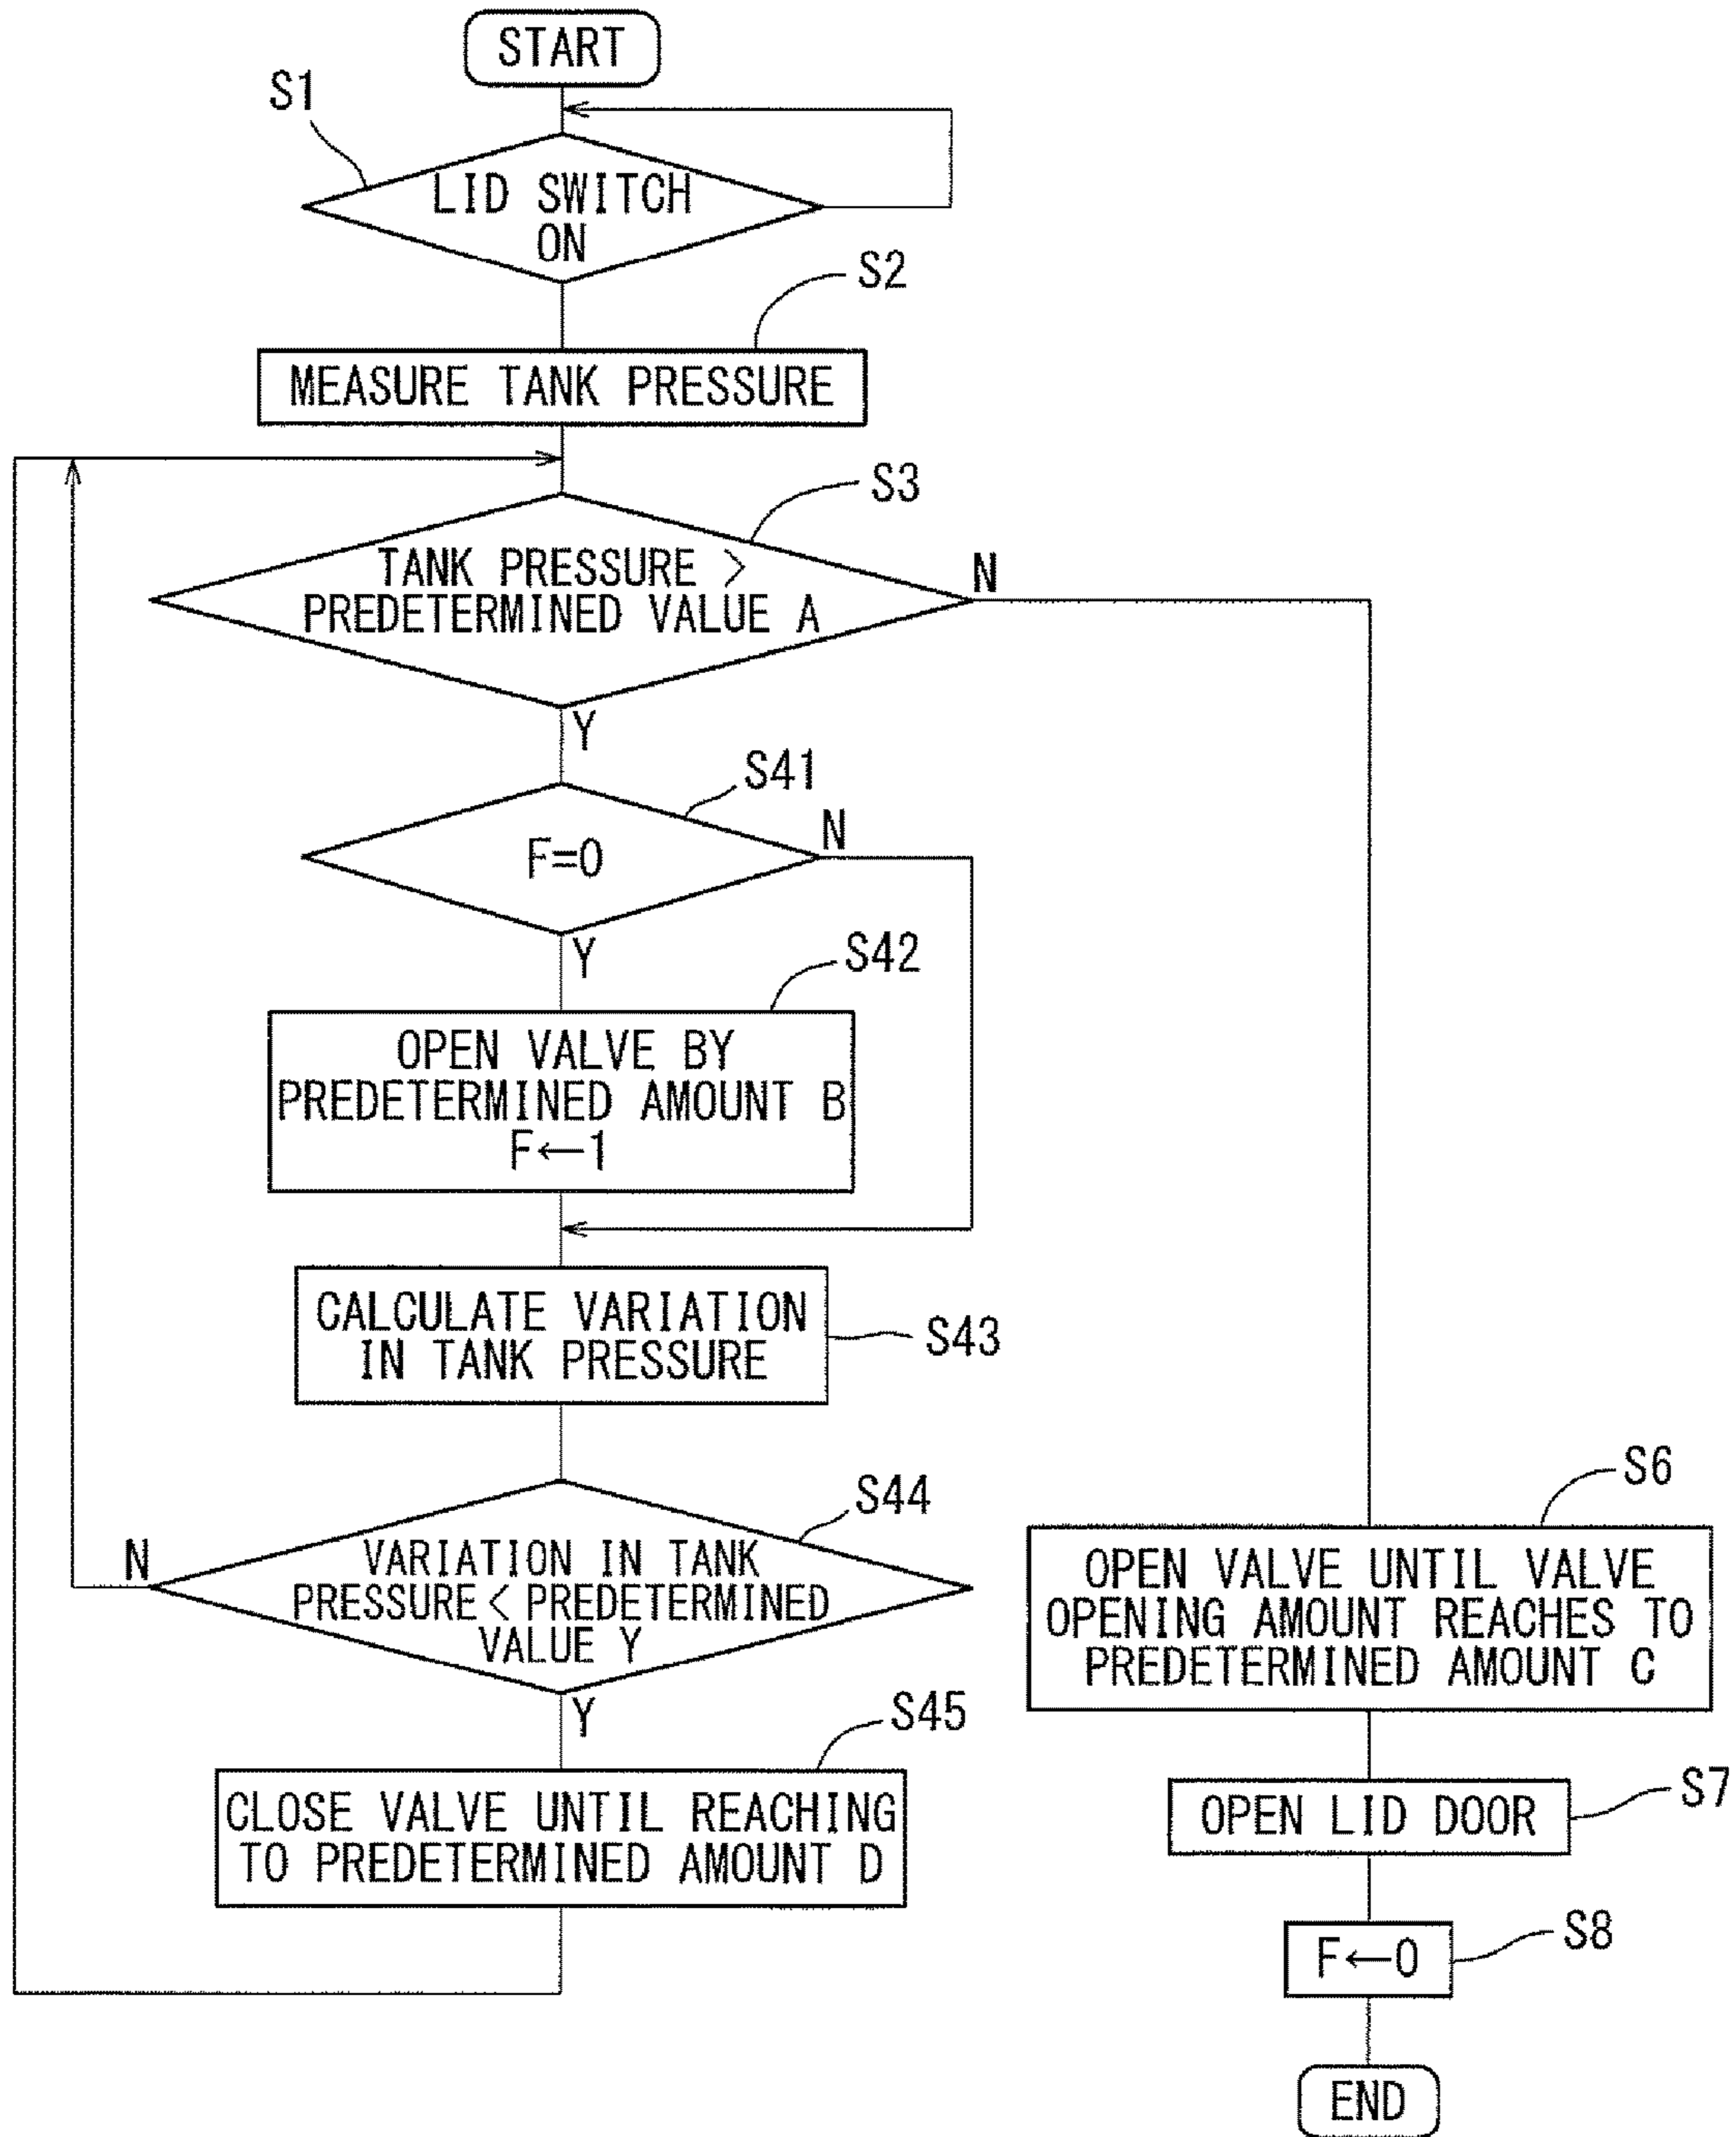 START
S1
LID SWITCH
ON
S2
MEASURE TANK PRESSURE
S3
TANK PRESSURE >
PREDETERMINED VALUE A
N
Y
S41
F=0
N
Y
S42
OPEN VALVE BY
PREDETERMINED AMOUNT B
F←1
CALCULATE VARIATION
IN TANK PRESSURE
S43
S44
N
VARIATION IN TANK
PRESSURE < PREDETERMINED
VALUE Y
Y
S45
CLOSE VALVE UNTIL REACHING
TO PREDETERMINED AMOUNT D
S6
OPEN VALVE UNTIL VALVE
OPENING AMOUNT REACHES TO
PREDETERMINED AMOUNT C
S7
OPEN LID DOOR
S8
F←0
END